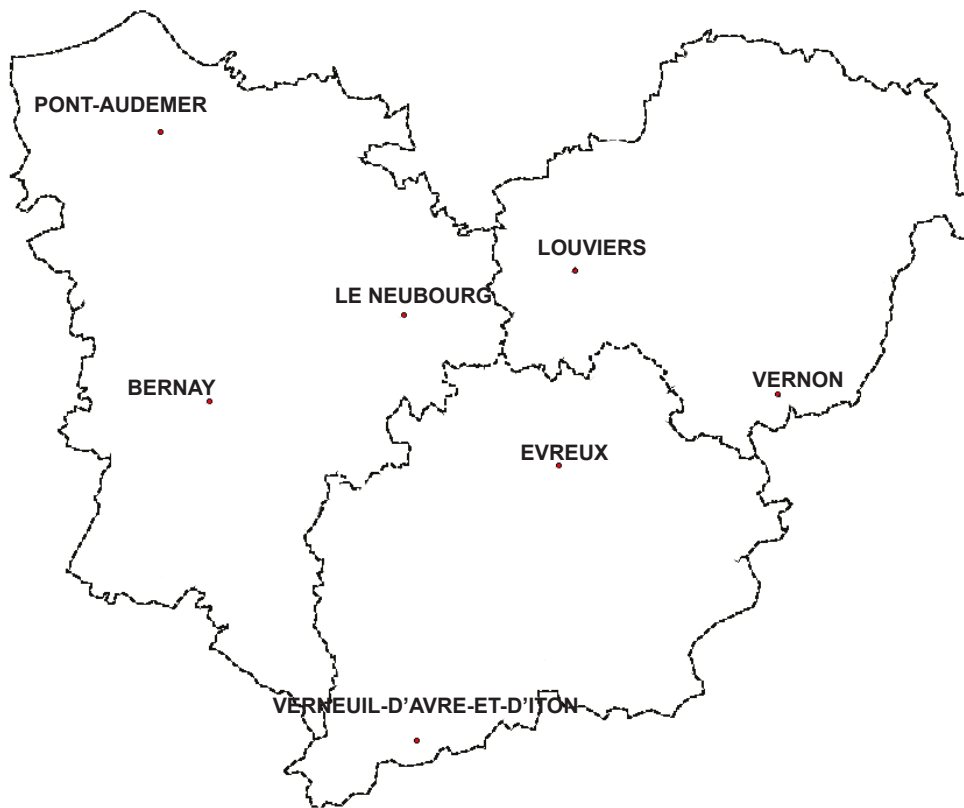 PONT-AUDEMER
LOUVIERS
LE NEUBOURG
VERNON
BERNAY
EVREUX
VERNEUIL-D’AVRE-ET-D’ITON